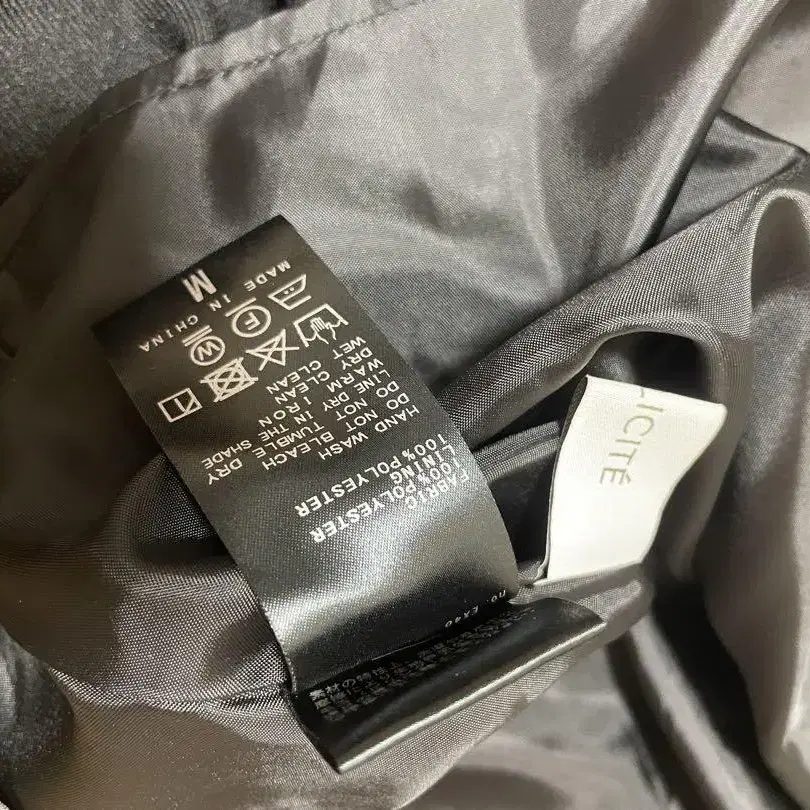 FABRIC
100%POLYESTER
LINING
100%POLYESTER
HAND WASH
DO NOT BLEACH
DO NOT TUMBLE DRY
LINE DRY IN THE SHADE
WARM IRON
DRY CLEAN
WET CLEAN
F W
MADE IN CHINA
M
LICITÉ